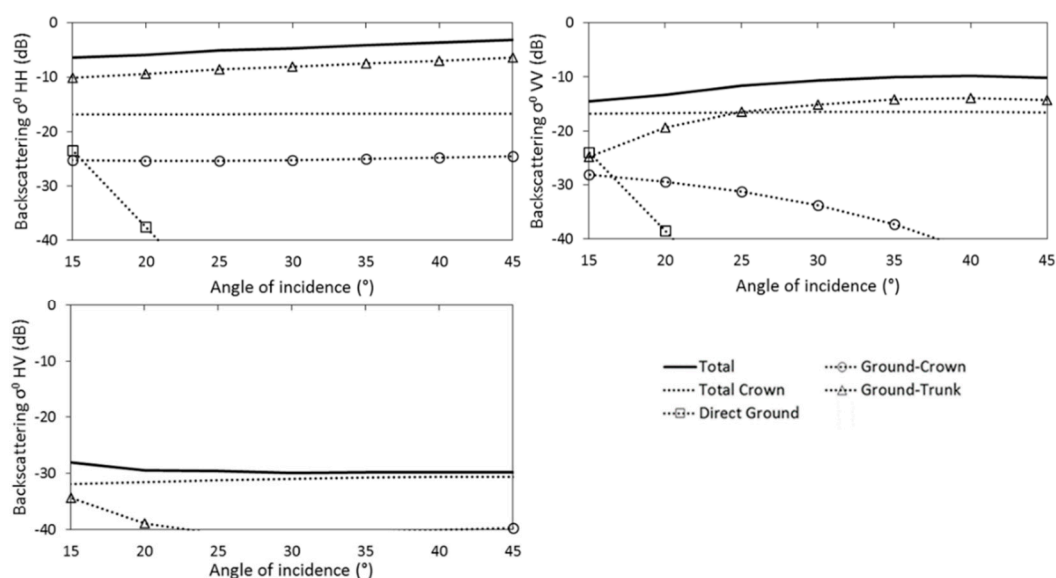 Backscattering σ⁰ HH (dB)
0
-10
-20
-30
-40
15 20 25 30 35 40 45
Angle of incidence (°)
Backscattering σ⁰ VV (dB)
0
-10
-20
-30
-40
15 20 25 30 35 40 45
Angle of incidence (°)
Backscattering σ⁰ HV (dB)
0
-10
-20
-30
-40
15 20 25 30 35 40 45
Angle of incidence (°)
Total
Ground-Crown
Total Crown
Ground-Trunk
Direct Ground